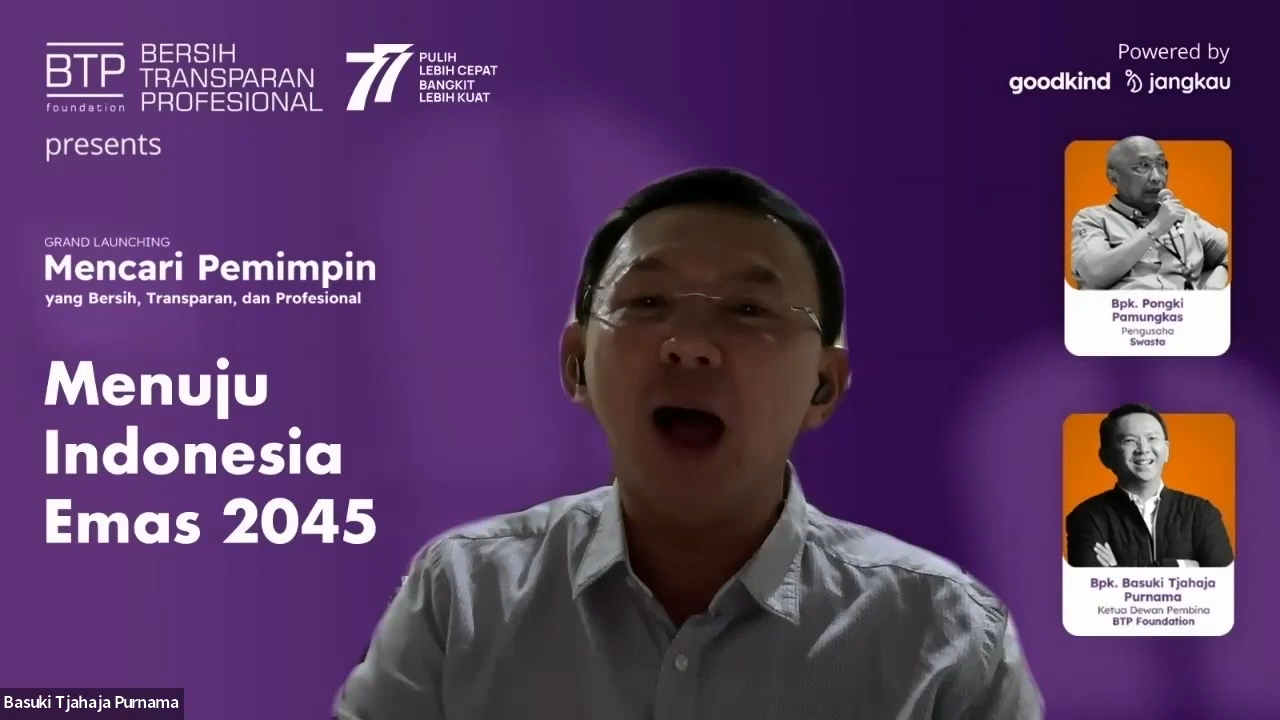 BTP
foundation
BERSIH
TRANSPARAN
PROFESIONAL
77
PULIH
LEBIH CEPAT
BANGKIT
LEBIH KUAT
presents
GRAND LAUNCHING
Mencari Pemimpin
yang Bersih, Transparan, dan Profesional
Menuju
Indonesia
Emas 2045
Powered by
goodkind jangkau
Bpk. Pongki
Pamungkas
Pengusaha
Swasta
Bpk. Basuki Tjahaja
Purnama
Ketua Dewan Pembina
BTP Foundation
Basuki Tjahaja Purnama